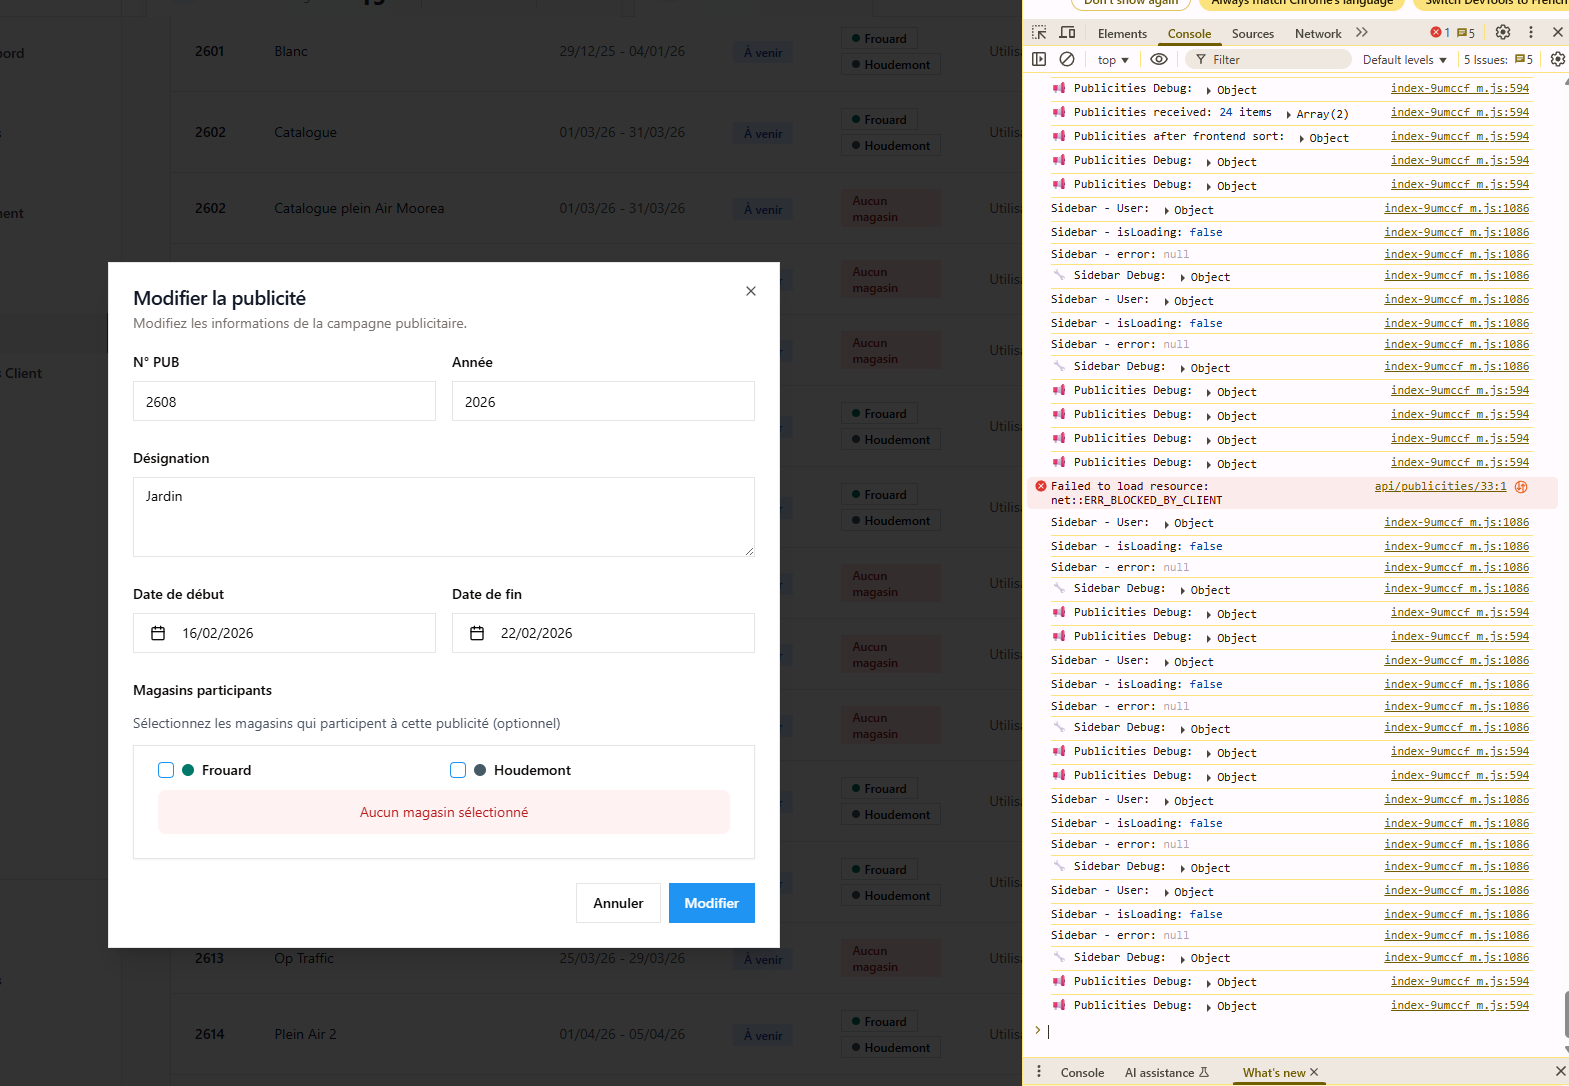 2601 Blanc 29/12/25 - 04/01/26 À venir Frouard
Houdemont
2602 Catalogue 01/03/26 - 31/03/26 À venir Frouard
Houdemont
2602 Catalogue plein Air Moorea 01/03/26 - 31/03/26 À venir Aucun
magasin
Aucun
magasin
Aucun
magasin
Frouard
Houdemont
Frouard
Houdemont
Aucun
magasin
Aucun
magasin
Aucun
magasin
Frouard
Houdemont
Frouard
Houdemont
2613 Op Traffic 25/03/26 - 29/03/26 À venir Aucun
magasin
2614 Plein Air 2 01/04/26 - 05/04/26 À venir Frouard
Houdemont
Client
Modifier la publicité
Modifiez les informations de la campagne publicitaire.
N° PUB Année
2608 2026
Désignation
Jardin
Date de début Date de fin
16/02/2026 22/02/2026
Magasins participants
Sélectionnez les magasins qui participent à cette publicité (optionnel)
Frouard Houdemont
Aucun magasin sélectionné
Annuler Modifier
Don't show again Always match Chrome's language Switch DevTools to French
Elements Console Sources Network 1 5
top Filter Default levels 5 Issues: 5
Publicities Debug: Object index-9umccf_m.js:594
Publicities received: 24 items Array(2) index-9umccf_m.js:594
Publicities after frontend sort: Object index-9umccf_m.js:594
Publicities Debug: Object index-9umccf_m.js:594
Publicities Debug: Object index-9umccf_m.js:594
Sidebar - User: Object index-9umccf_m.js:1086
Sidebar - isLoading: false index-9umccf_m.js:1086
Sidebar - error: null index-9umccf_m.js:1086
Sidebar Debug: Object index-9umccf_m.js:1086
Sidebar - User: Object index-9umccf_m.js:1086
Sidebar - isLoading: false index-9umccf_m.js:1086
Sidebar - error: null index-9umccf_m.js:1086
Sidebar Debug: Object index-9umccf_m.js:1086
Publicities Debug: Object index-9umccf_m.js:594
Publicities Debug: Object index-9umccf_m.js:594
Publicities Debug: Object index-9umccf_m.js:594
Publicities Debug: Object index-9umccf_m.js:594
Failed to load resource: api/publicities/33:1
net::ERR_BLOCKED_BY_CLIENT
Sidebar - User: Object index-9umccf_m.js:1086
Sidebar - isLoading: false index-9umccf_m.js:1086
Sidebar - error: null index-9umccf_m.js:1086
Sidebar Debug: Object index-9umccf_m.js:1086
Publicities Debug: Object index-9umccf_m.js:594
Publicities Debug: Object index-9umccf_m.js:594
Sidebar - User: Object index-9umccf_m.js:1086
Sidebar - isLoading: false index-9umccf_m.js:1086
Sidebar - error: null index-9umccf_m.js:1086
Sidebar Debug: Object index-9umccf_m.js:1086
Publicities Debug: Object index-9umccf_m.js:594
Publicities Debug: Object index-9umccf_m.js:594
Sidebar - User: Object index-9umccf_m.js:1086
Sidebar - isLoading: false index-9umccf_m.js:1086
Sidebar - error: null index-9umccf_m.js:1086
Sidebar Debug: Object index-9umccf_m.js:1086
Sidebar - User: Object index-9umccf_m.js:1086
Sidebar - isLoading: false index-9umccf_m.js:1086
Sidebar - error: null index-9umccf_m.js:1086
Sidebar Debug: Object index-9umccf_m.js:1086
Publicities Debug: Object index-9umccf_m.js:594
Publicities Debug: Object index-9umccf_m.js:594
Console AI assistance What's new